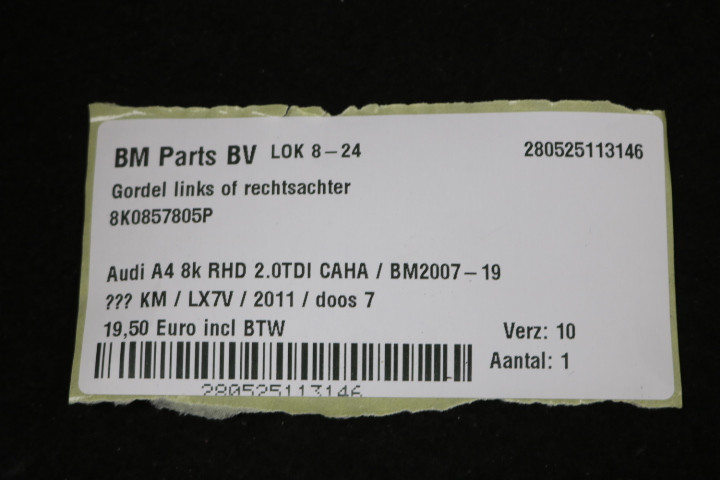 BM Parts BV LOK 8-24 280525113146
Gordel links of rechtsachter
8K0857805P
Audi A4 8k RHD 2.0TDI CAHA / BM2007-19
??? KM / LX7V / 2011 / doos 7
19,50 Euro incl BTW Verz: 10
Aantal: 1
280525113146